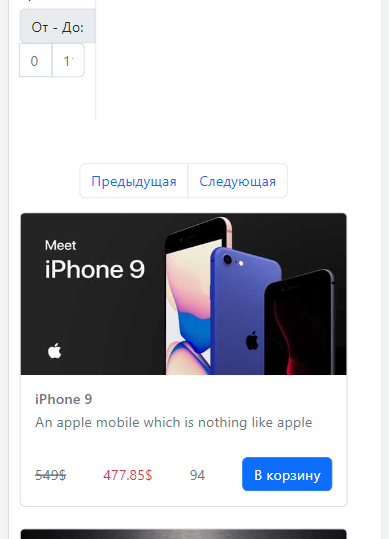 От - До:
0
Предыдущая Следующая
Meet
iPhone 9
iPhone 9
An apple mobile which is nothing like apple
549$ 477.85$ 94 В корзину